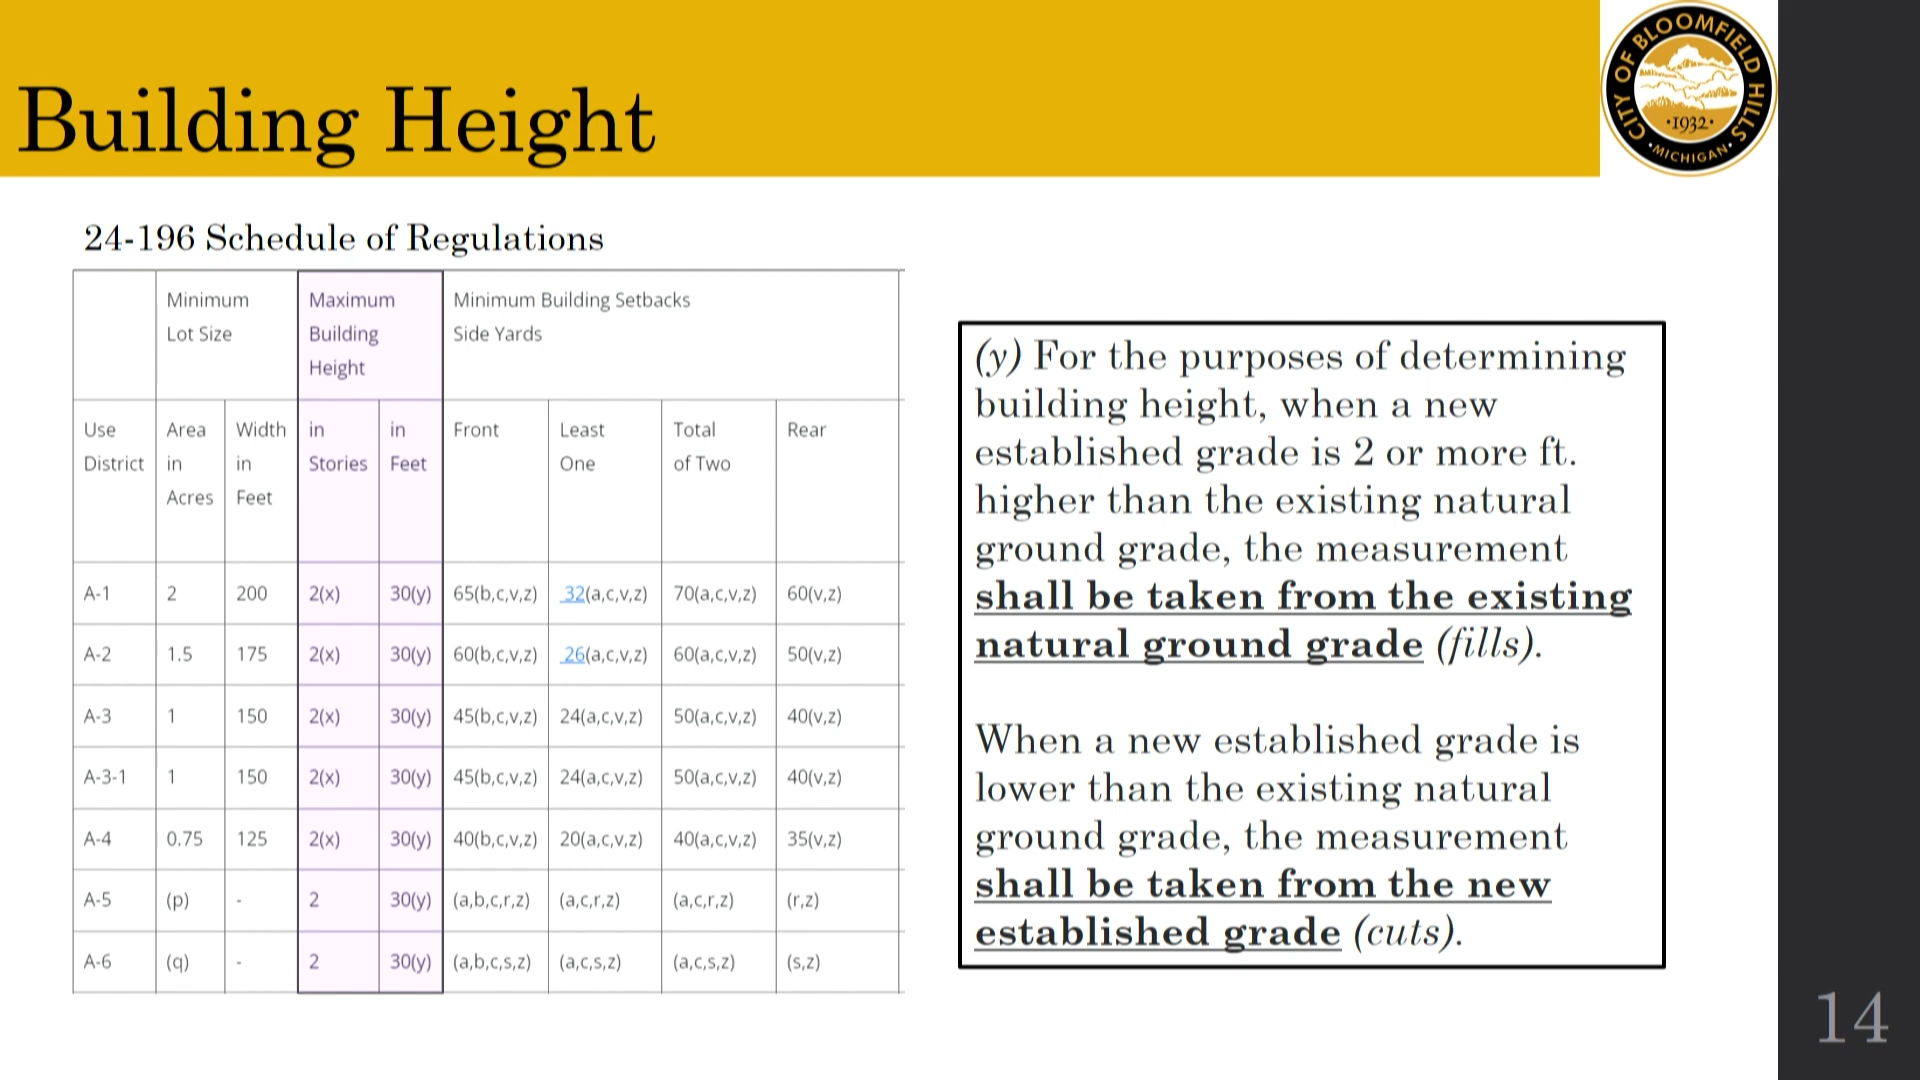 Building Height
CITY OF BLOOMFIELD HILLS
•1932•
•MICHIGAN•
24-196 Schedule of Regulations
Minimum Lot Size | Maximum Building Height | Minimum Building Setbacks Side Yards
Use District | Area in Acres | Width in Feet | in Stories | in Feet | Front | Least One | Total of Two | Rear
A-1 | 2 | 200 | 2(x) | 30(y) | 65(b,c,v,z) | 32(a,c,v,z) | 70(a,c,v,z) | 60(v,z)
A-2 | 1.5 | 175 | 2(x) | 30(y) | 60(b,c,v,z) | 26(a,c,v,z) | 60(a,c,v,z) | 50(v,z)
A-3 | 1 | 150 | 2(x) | 30(y) | 45(b,c,v,z) | 24(a,c,v,z) | 50(a,c,v,z) | 40(v,z)
A-3-1 | 1 | 150 | 2(x) | 30(y) | 45(b,c,v,z) | 24(a,c,v,z) | 50(a,c,v,z) | 40(v,z)
A-4 | 0.75 | 125 | 2(x) | 30(y) | 40(b,c,v,z) | 20(a,c,v,z) | 40(a,c,v,z) | 35(v,z)
A-5 | (p) | - | 2 | 30(y) | (a,b,c,r,z) | (a,c,r,z) | (a,c,r,z) | (r,z)
A-6 | (q) | - | 2 | 30(y) | (a,b,c,s,z) | (a,c,s,z) | (a,c,s,z) | (s,z)
(y) For the purposes of determining
building height, when a new
established grade is 2 or more ft.
higher than the existing natural
ground grade, the measurement
shall be taken from the existing
natural ground grade (fills).
When a new established grade is
lower than the existing natural
ground grade, the measurement
shall be taken from the new
established grade (cuts).
14